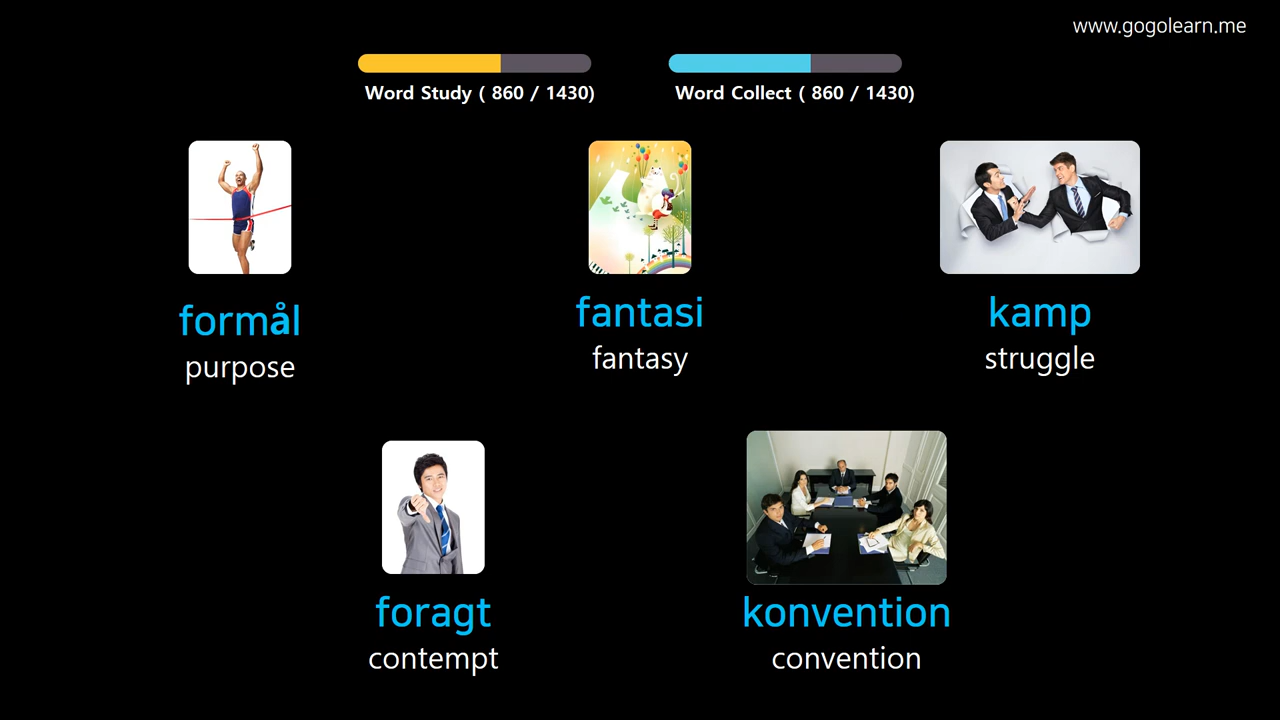 www.gogolearn.me
Word Study ( 860 / 1430)
Word Collect ( 860 / 1430)
formål
purpose
fantasi
fantasy
kamp
struggle
foragt
contempt
konvention
convention